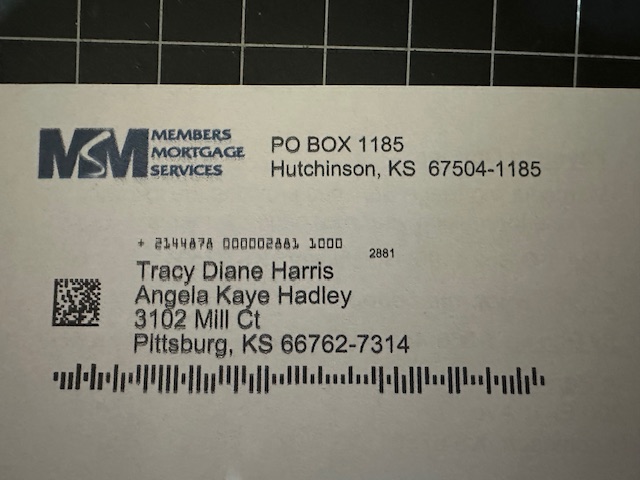 MSM MEMBERS
MORTGAGE
SERVICES
PO BOX 1185
Hutchinson, KS 67504-1185
+ 2144878 000002881 1000
2881
Tracy Diane Harris
Angela Kaye Hadley
3102 Mill Ct
Pittsburg, KS 66762-7314